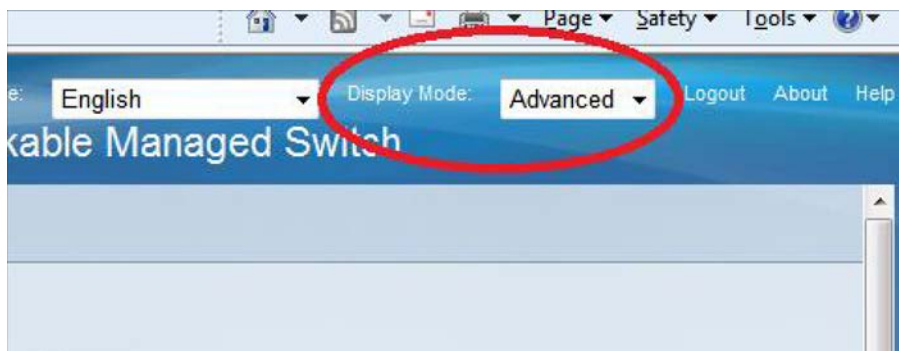 Page Safety Tools
e: English Display Mode: Advanced Logout About Help
kable Managed Switch